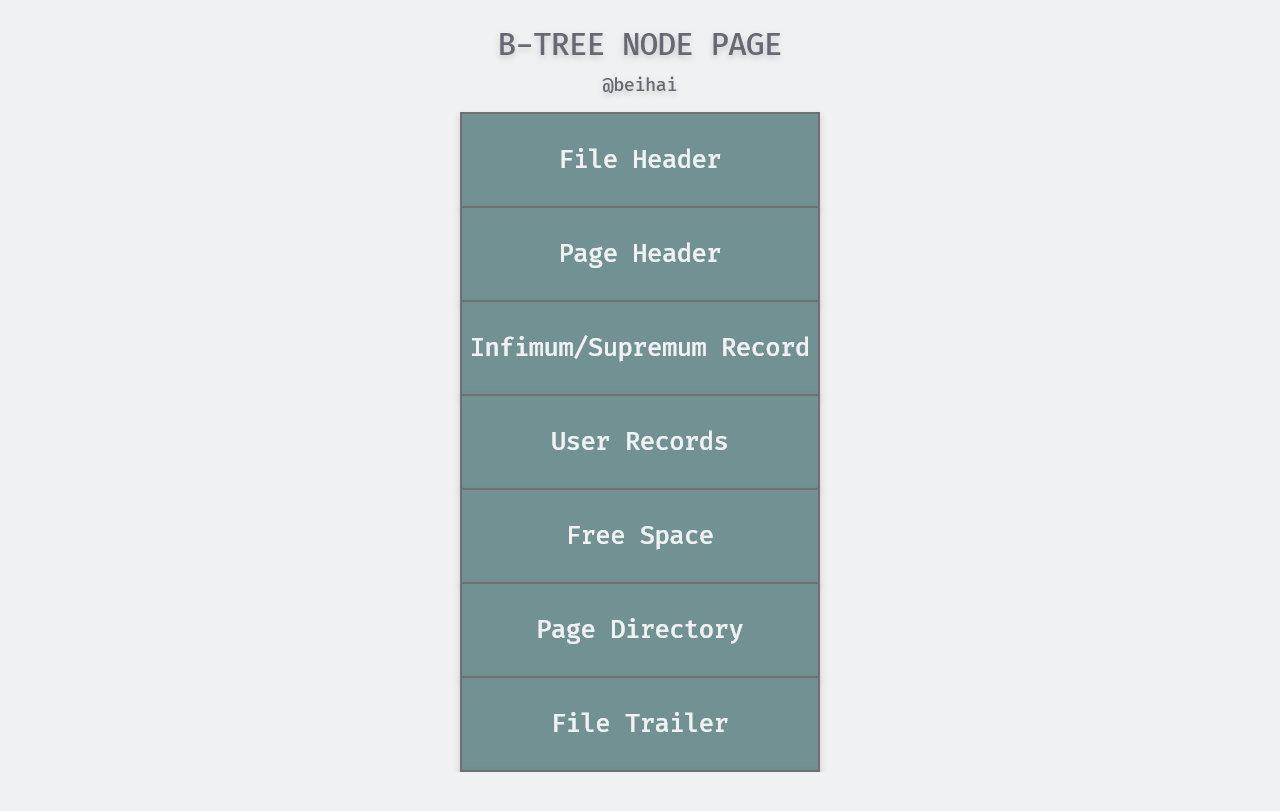 B-TREE NODE PAGE
@beihai
File Header
Page Header
Infimum/Supremum Record
User Records
Free Space
Page Directory
File Trailer